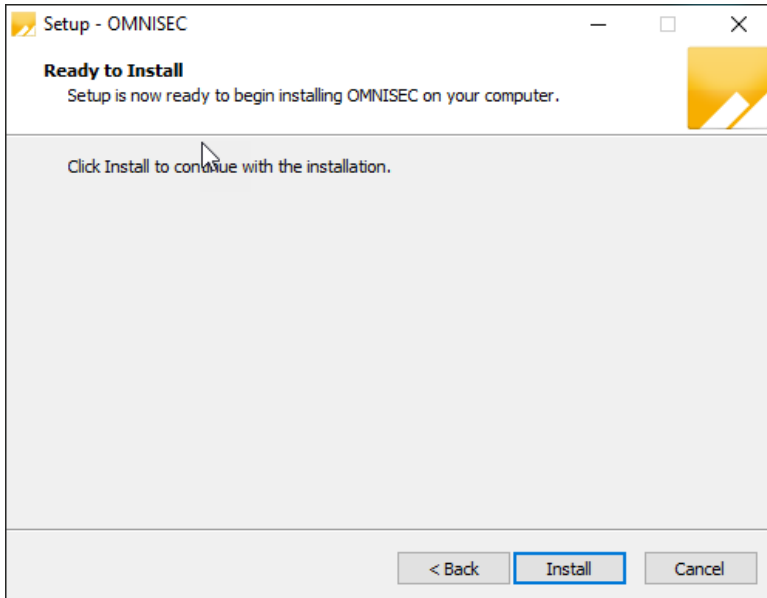 Setup - OMNISEC
Ready to Install
Setup is now ready to begin installing OMNISEC on your computer.
Click Install to continue with the installation.
< Back
Install
Cancel